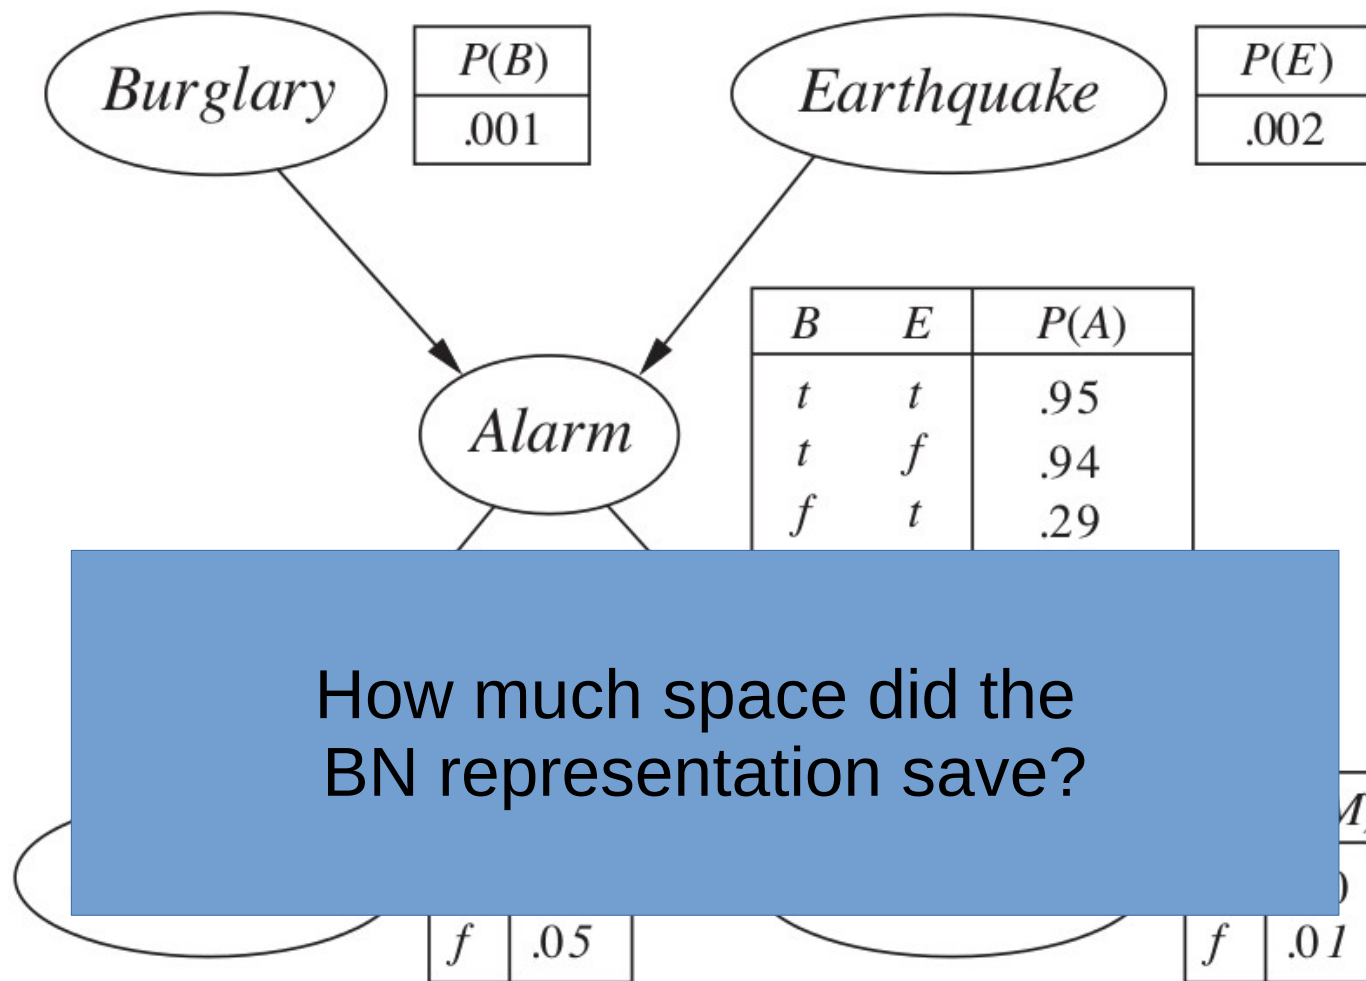 Burglary
P(B)
.001
Earthquake
P(E)
.002
B E P(A)
t t .95
t f .94
f t .29
Alarm
How much space did the
BN representation save?
f .05
f .01